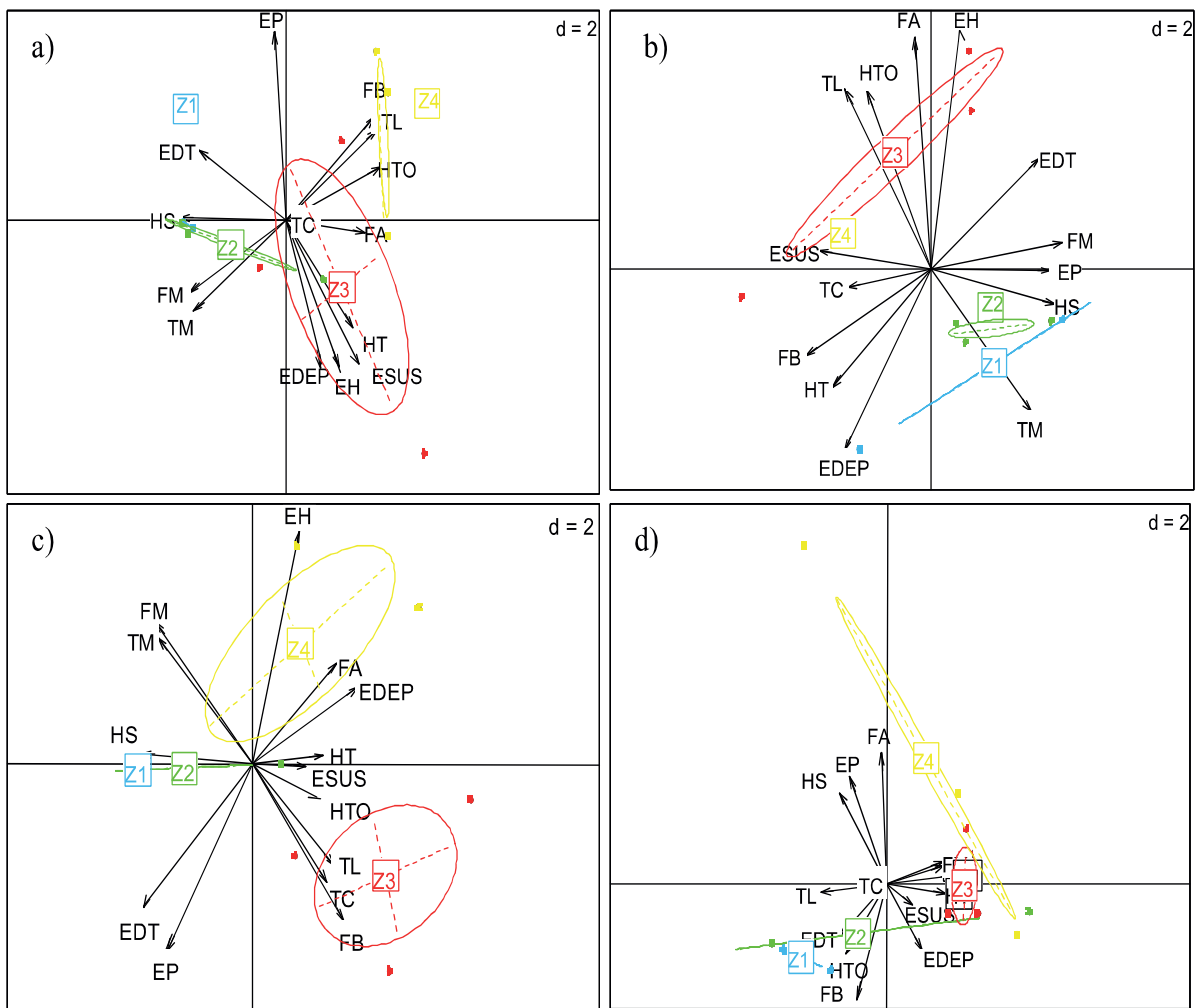 a)
EP
d = 2
Z1
FB
Z4
TL
EDT
HTO
HS
TC
FA
Z2
Z3
FM
TM
HT
EDEP
EH
ESUS
b)
FA
EH
d = 2
TL
HTO
Z3
EDT
Z4
ESUS
FM
EP
TC
HS
Z2
FB
Z1
HT
TM
EDEP
c)
EH
d = 2
FM
TM
Z4
FA
EDEP
HS
HT
Z1
Z2
ESUS
HTO
TL
Z3
TC
EDT
FB
EP
d)
d = 2
FA
Z4
EP
HS
TC
Z3
TL
ESUS
EDT
Z2
Z1
EDEP
HTO
FB